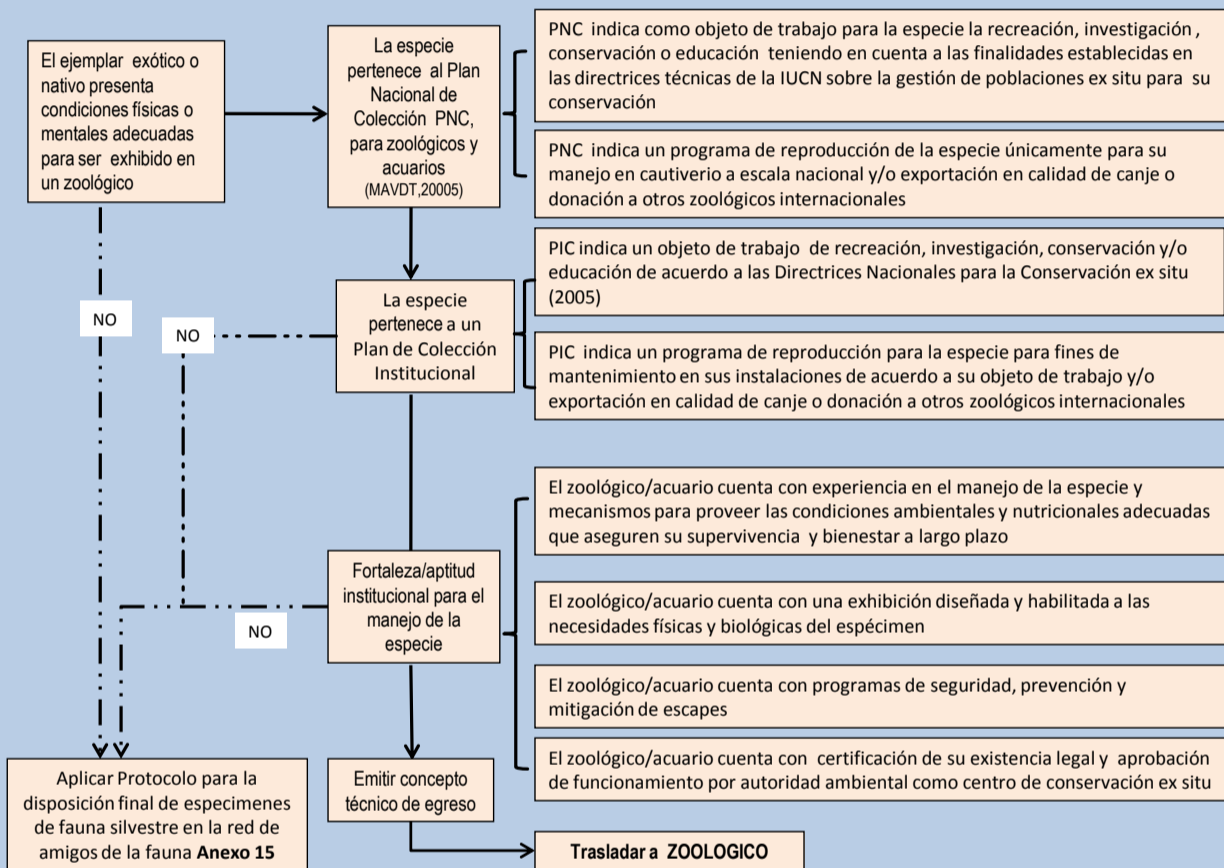 El ejemplar exótico o
nativo presenta
condiciones físicas o
mentales adecuadas
para ser exhibido en
un zoológico
La especie
pertenece al Plan
Nacional de
Colección PNC,
para zoológicos y
acuarios
(MAVDT,20005)
PNC indica como objeto de trabajo para la especie la recreación, investigación ,
conservación o educación teniendo en cuenta a las finalidades establecidas en
las directrices técnicas de la IUCN sobre la gestión de poblaciones ex situ para su
conservación
PNC indica un programa de reproducción de la especie únicamente para su
manejo en cautiverio a escala nacional y/o exportación en calidad de canje o
donación a otros zoológicos internacionales
NO
NO
La especie
pertenece a un
Plan de Colección
Institucional
PIC indica un objeto de trabajo de recreación, investigación, conservación y/o
educación de acuerdo a las Directrices Nacionales para la Conservación ex situ
(2005)
PIC indica un programa de reproducción para la especie para fines de
mantenimiento en sus instalaciones de acuerdo a su objeto de trabajo y/o
exportación en calidad de canje o donación a otros zoológicos internacionales
Fortaleza/aptitud
institucional para el
manejo de la
especie
NO
El zoológico/acuario cuenta con experiencia en el manejo de la especie y
mecanismos para proveer las condiciones ambientales y nutricionales adecuadas
que aseguren su supervivencia y bienestar a largo plazo
El zoológico/acuario cuenta con una exhibición diseñada y habilitada a las
necesidades físicas y biológicas del espécimen
El zoológico/acuario cuenta con programas de seguridad, prevención y
mitigación de escapes
El zoológico/acuario cuenta con certificación de su existencia legal y aprobación
de funcionamiento por autoridad ambiental como centro de conservación ex situ
Aplicar Protocolo para la
disposición final de especimenes
de fauna silvestre en la red de
amigos de la fauna Anexo 15
Emitir concepto
técnico de egreso
Trasladar a ZOOLOGICO